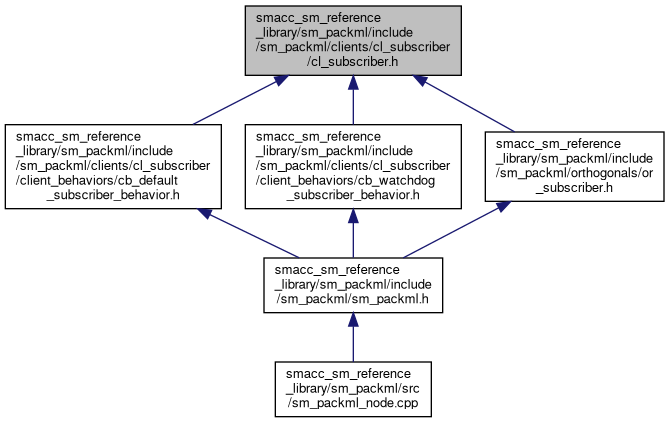 smacc_sm_reference
_library/sm_packml/include
/sm_packml/clients/cl_subscriber
/cl_subscriber.h
smacc_sm_reference
_library/sm_packml/include
/sm_packml/clients/cl_subscriber
/client_behaviors/cb_default
_subscriber_behavior.h
smacc_sm_reference
_library/sm_packml/include
/sm_packml/clients/cl_subscriber
/client_behaviors/cb_watchdog
_subscriber_behavior.h
smacc_sm_reference
_library/sm_packml/include
/sm_packml/orthogonals/or
_subscriber.h
smacc_sm_reference
_library/sm_packml/include
/sm_packml/sm_packml.h
smacc_sm_reference
_library/sm_packml/src
/sm_packml_node.cpp